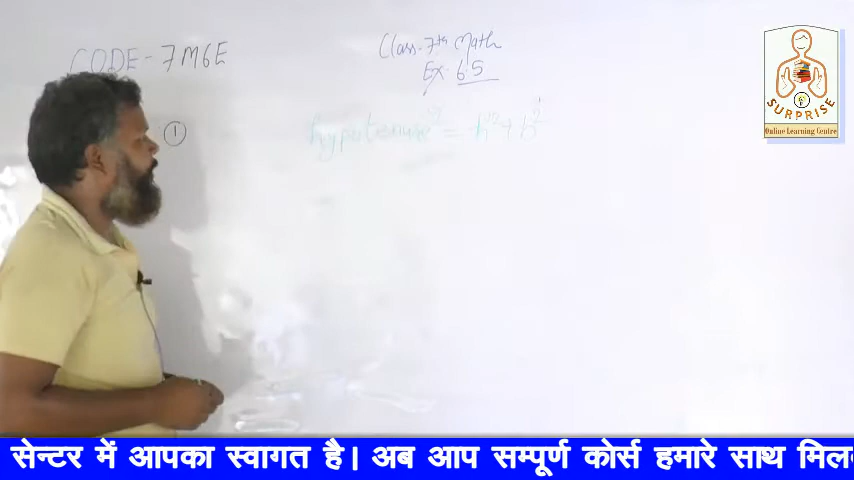 CODE - 7M6E
Class - 7th Math
Ex. 6.5
①
hypotenuse² = h² + b²
SURPRISE
Online Learning Centre
सेन्टर में आपका स्वागत है। अब आप सम्पूर्ण कोर्स हमारे साथ